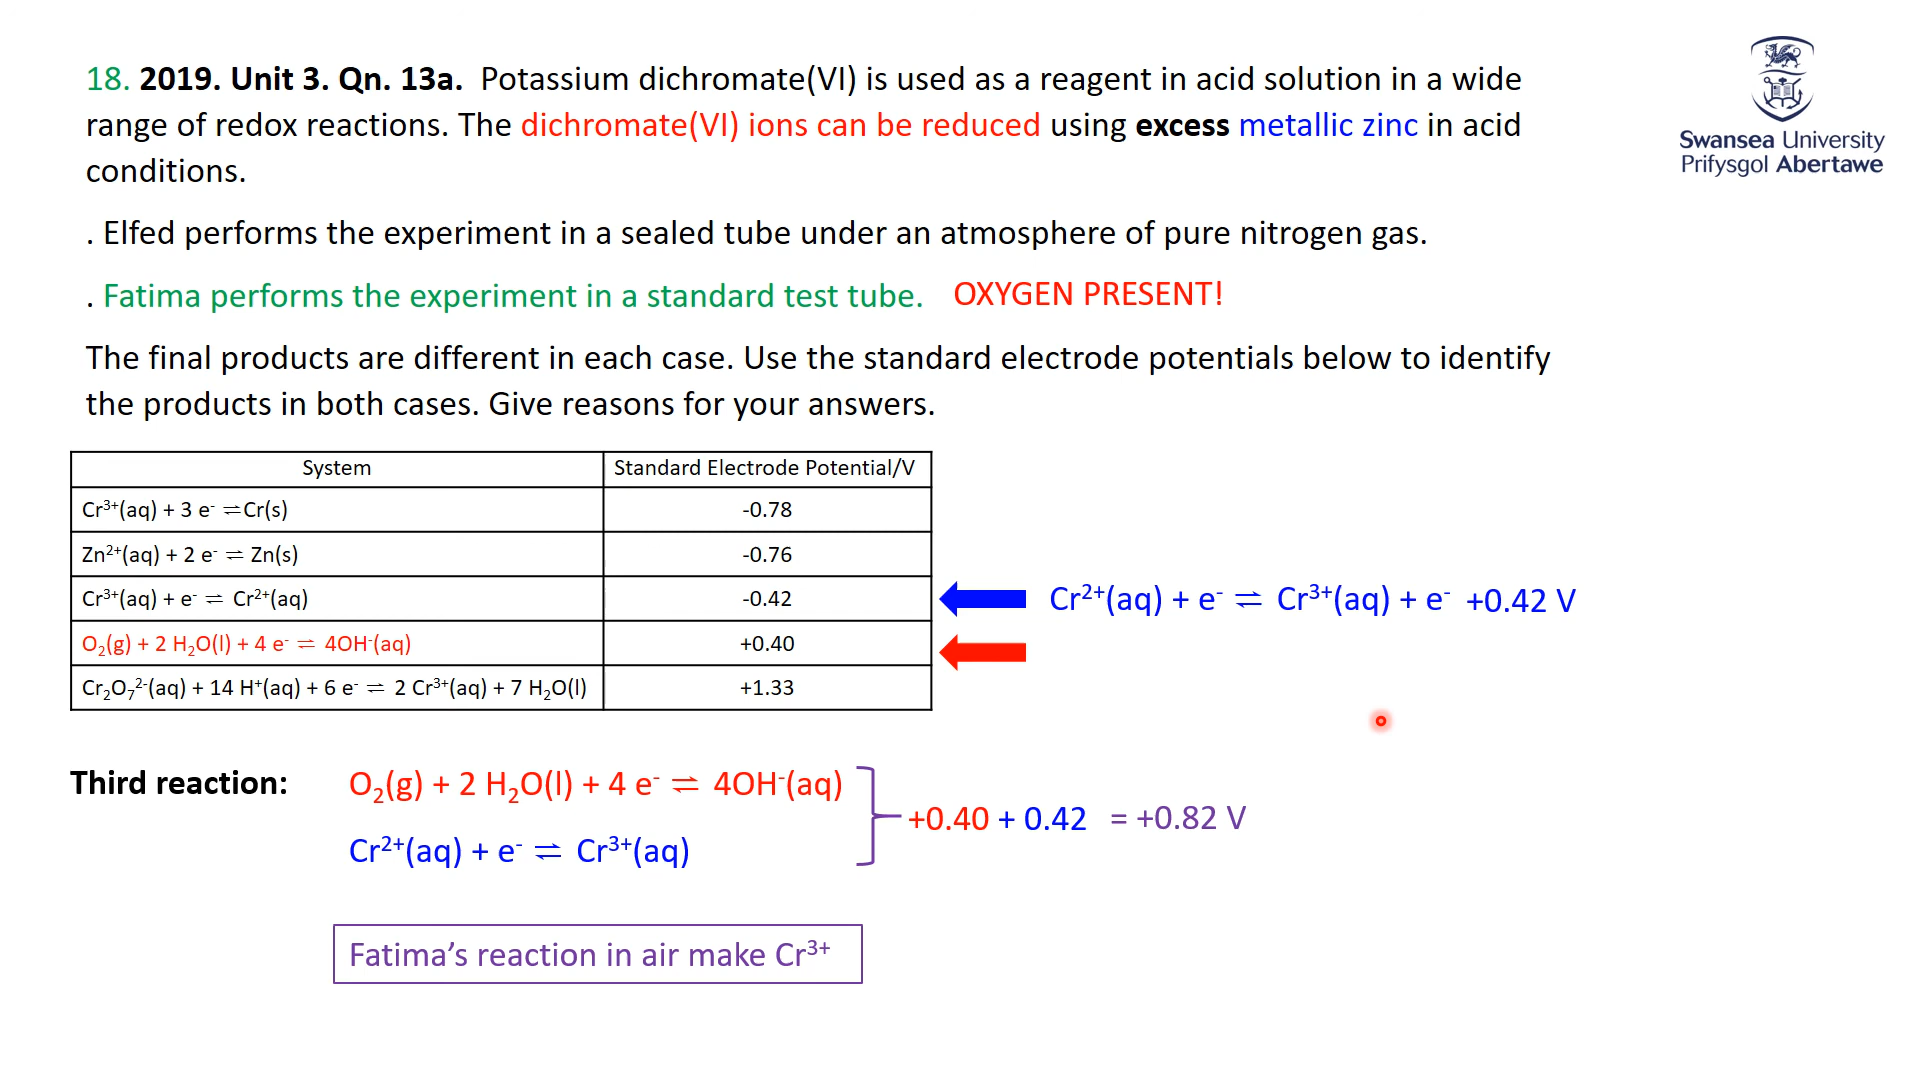 18. 2019. Unit 3. Qn. 13a. Potassium dichromate(VI) is used as a reagent in acid solution in a wide
range of redox reactions. The dichromate(VI) ions can be reduced using excess metallic zinc in acid
conditions.
Swansea University
Prifysgol Abertawe
. Elfed performs the experiment in a sealed tube under an atmosphere of pure nitrogen gas.
. Fatima performs the experiment in a standard test tube. OXYGEN PRESENT!
The final products are different in each case. Use the standard electrode potentials below to identify
the products in both cases. Give reasons for your answers.
System Standard Electrode Potential/V
Cr³⁺(aq) + 3 e⁻ ⇌Cr(s) -0.78
Zn²⁺(aq) + 2 e⁻ ⇌ Zn(s) -0.76
Cr³⁺(aq) + e⁻ ⇌ Cr²⁺(aq) -0.42 Cr²⁺(aq) + e⁻ ⇌ Cr³⁺(aq) + e⁻ +0.42 V
O₂(g) + 2 H₂O(l) + 4 e⁻ ⇌ 4OH⁻(aq) +0.40
Cr₂O₇²⁻(aq) + 14 H⁺(aq) + 6 e⁻ ⇌ 2 Cr³⁺(aq) + 7 H₂O(l) +1.33
Third reaction: O₂(g) + 2 H₂O(l) + 4 e⁻ ⇌ 4OH⁻(aq)
+0.40 + 0.42 = +0.82 V
Cr²⁺(aq) + e⁻ ⇌ Cr³⁺(aq)
Fatima’s reaction in air make Cr³⁺